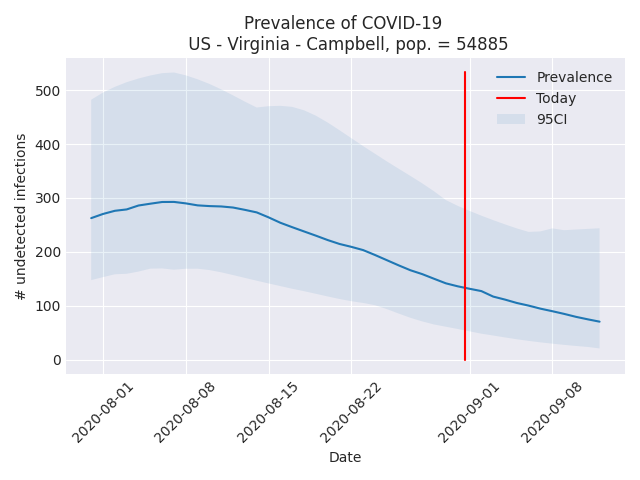 Prevalence of COVID-19
US - Virginia - Campbell, pop. = 54885
Prevalence
Today
95CI
# undetected infections
500
400
300
200
100
0
2020-08-01
2020-08-08
2020-08-15
2020-08-22
2020-09-01
2020-09-08
Date